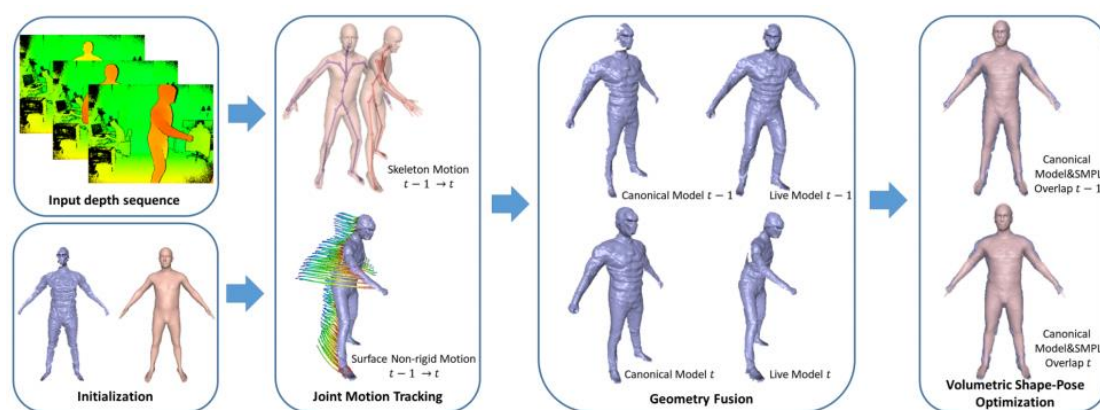 Input depth sequence
Initialization
Skeleton Motion
t − 1 → t
Surface Non-rigid Motion
t − 1 → t
Joint Motion Tracking
Canonical Model t − 1
Live Model t − 1
Canonical Model t
Live Model t
Geometry Fusion
Canonical
Model&SMPL
Overlap t − 1
Canonical
Model&SMPL
Overlap t
Volumetric Shape-Pose
Optimization